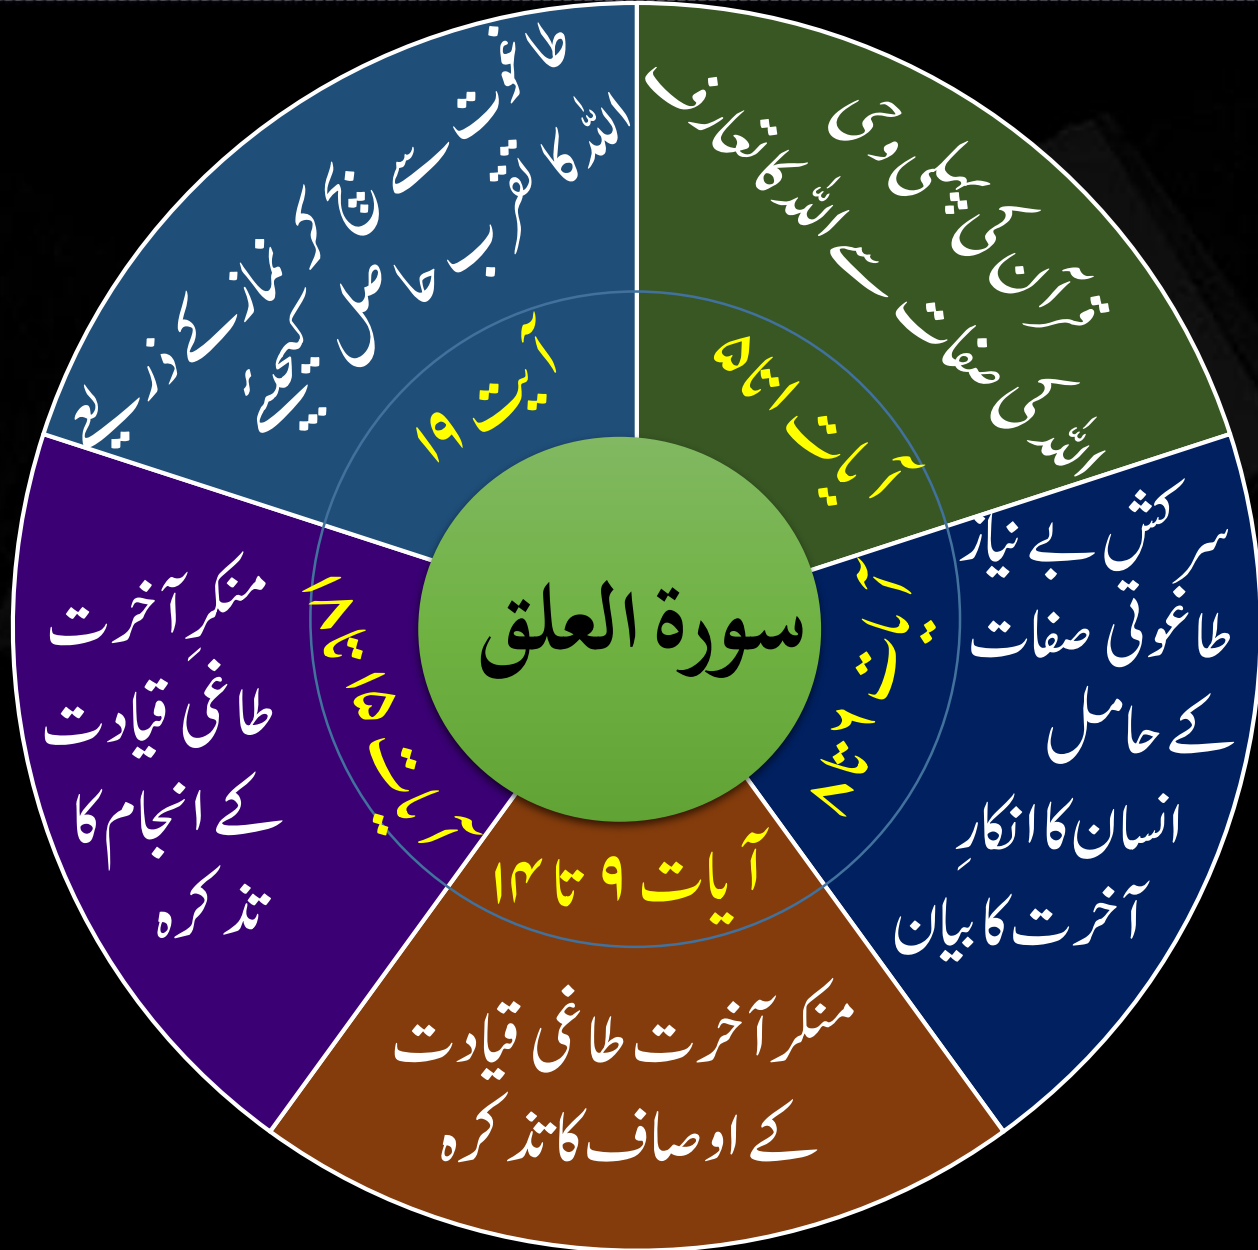 سورۃ العلق
قرآن کی پہلی وحی
اللہ کی صفات سے اللہ کا تعارف
آیات ۱ تا ۵
سرکش بے نیاز
طاغوتی صفات
کے حامل
انسان کا انکارِ
آخرت کا بیان
آیات ۶ تا ۸
آیات ۹ تا ۱۴
منکر آخرت طاغی قیادت
کے اوصاف کا تذکرہ
آیات ۱۵ تا ۱۸
منکرِ آخرت
طاغی قیادت
کے انجام کا
تذکرہ
طاغوت سے بچ کر نماز کے ذریعے
اللہ کا تقرب حاصل کیجیئے
آیت ۱۹